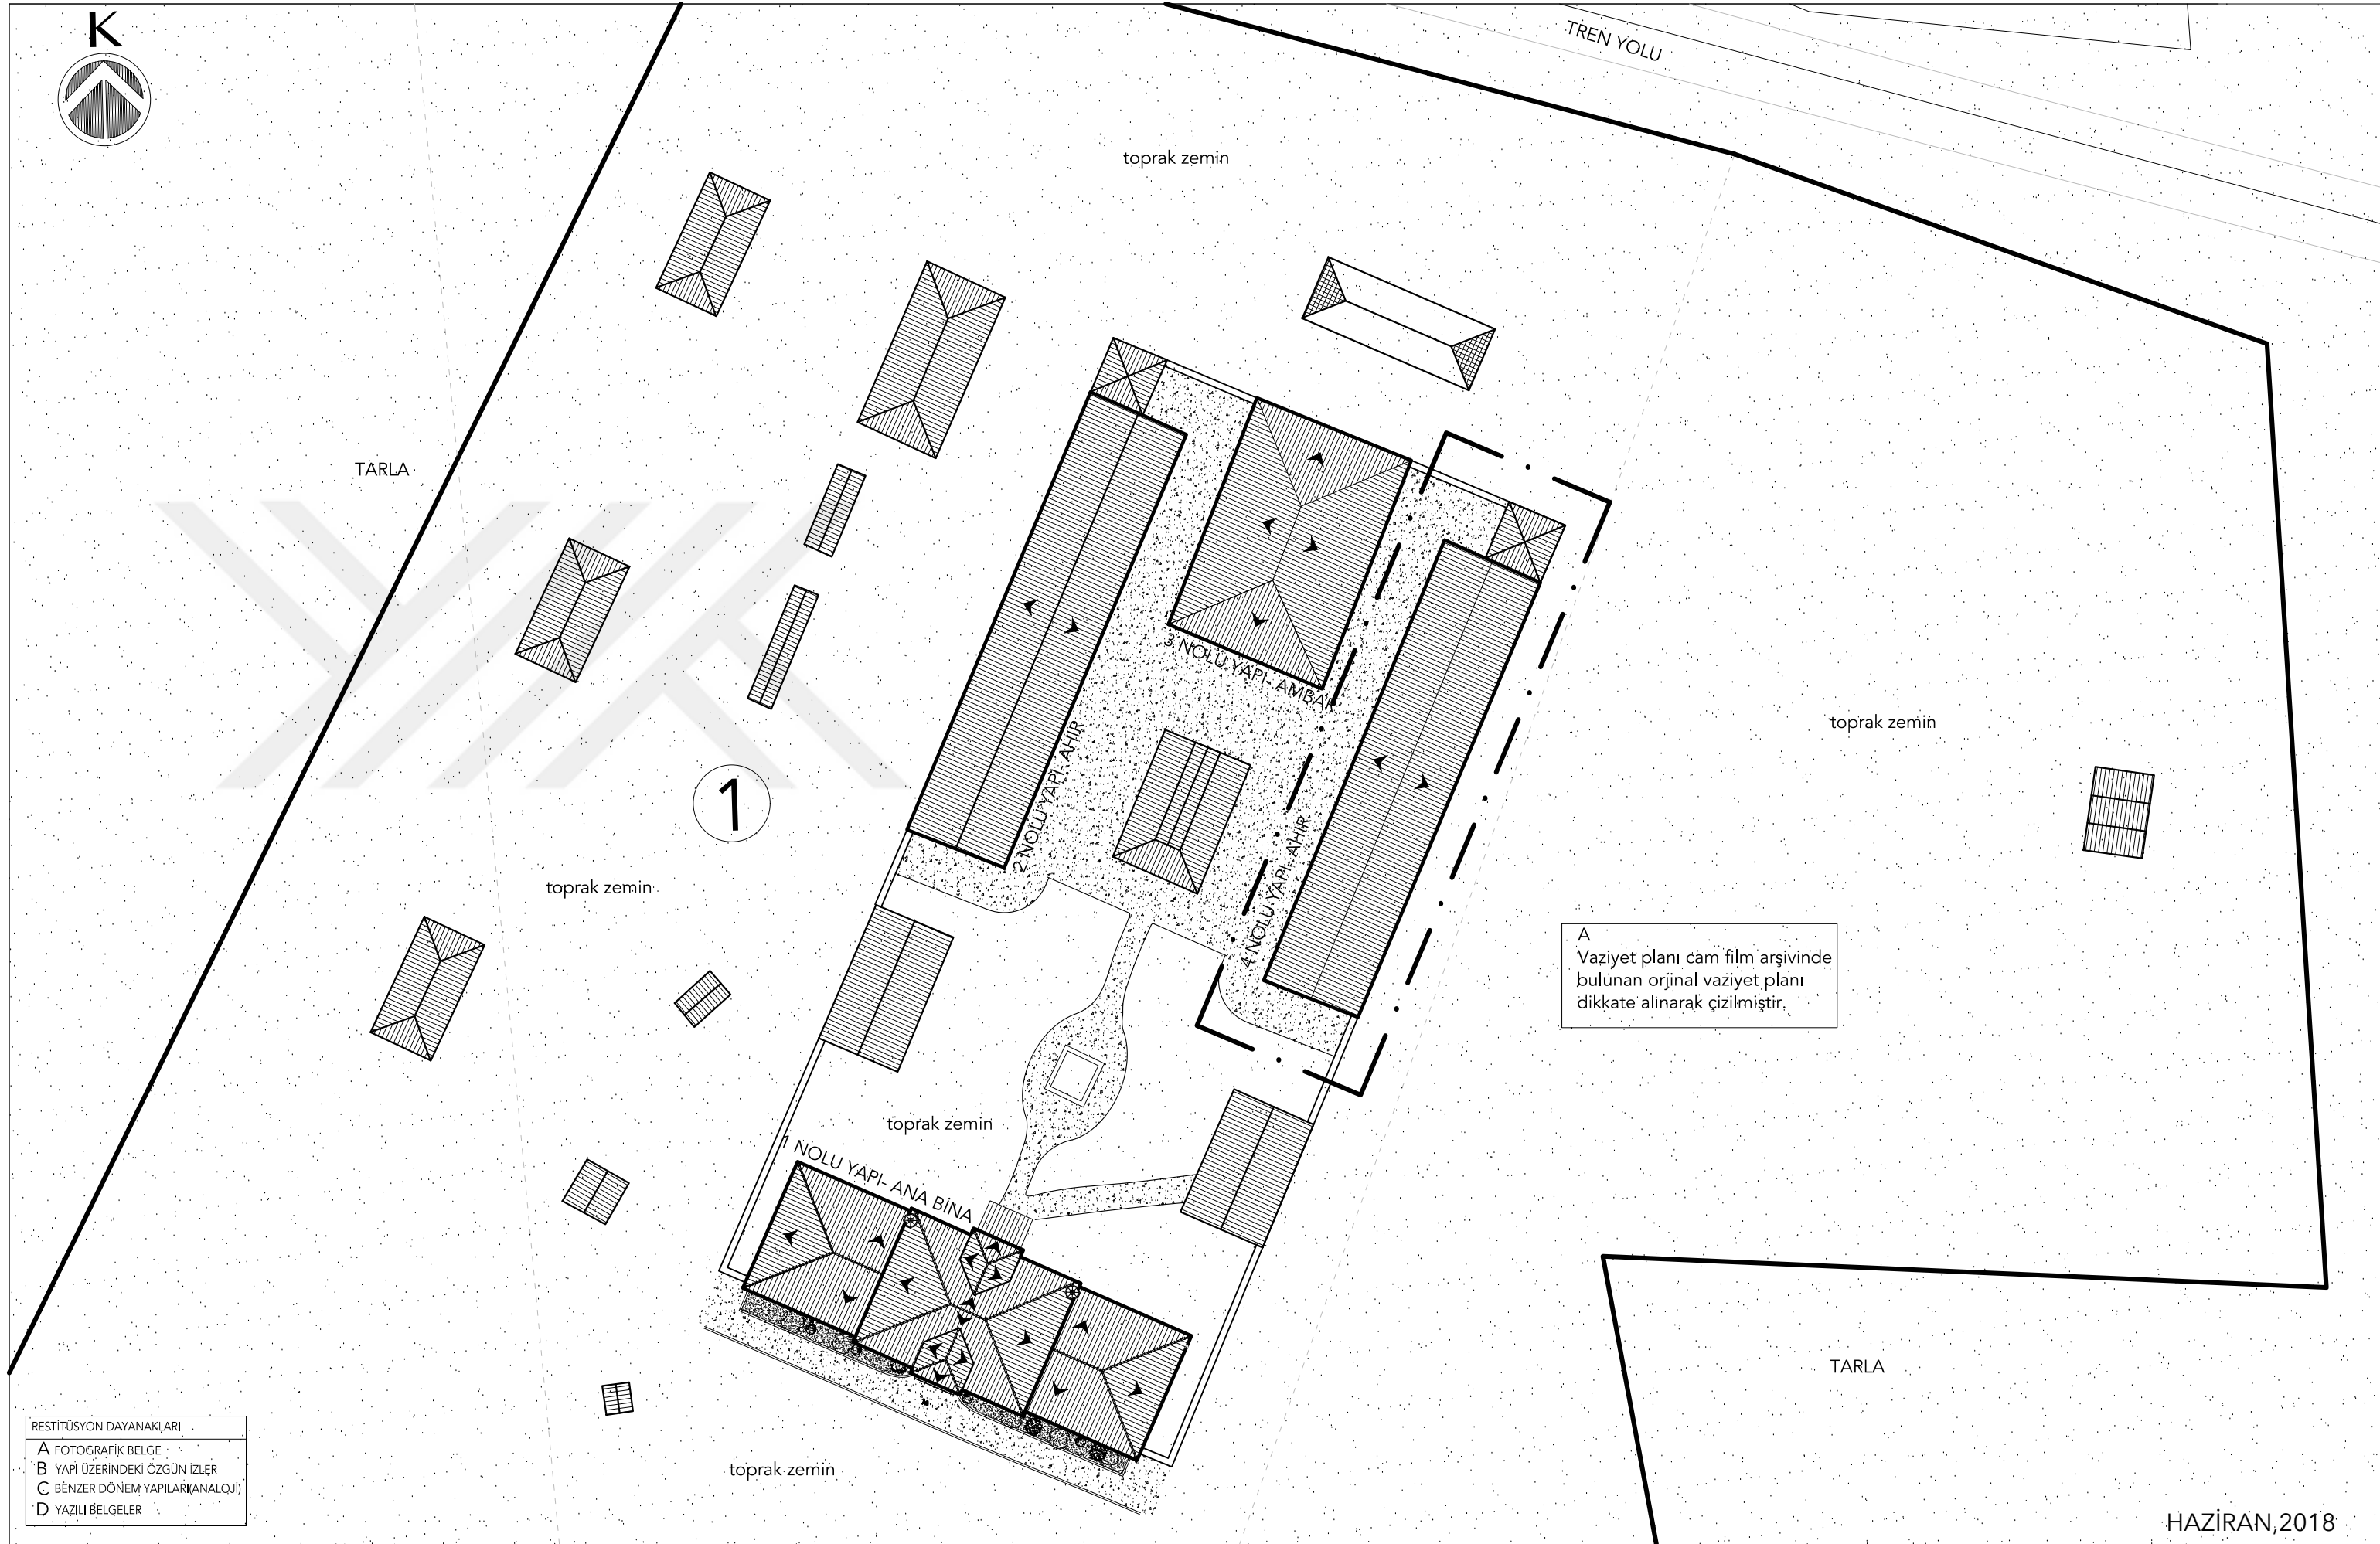 K
TREN YOLU
toprak zemin
TARLA
3 NOLU YAPI- AMBAR
toprak zemin
2 NOLU YAPI- AHIR
1
4 NOLU YAPI- AHIR
toprak zemin
A
Vaziyet planı cam film arşivinde
bulunan orjinal vaziyet planı
dikkate alınarak çizilmiştir.
toprak zemin
1 NOLU YAPI- ANA BİNA
TARLA
RESTİTÜSYON DAYANAKLARI
A FOTOGRAFİK BELGE
B YAPI ÜZERİNDEKİ ÖZGÜN İZLER
C BENZER DÖNEM YAPILARI(ANALOJİ)
D YAZILI BELGELER
toprak zemin
HAZİRAN,2018